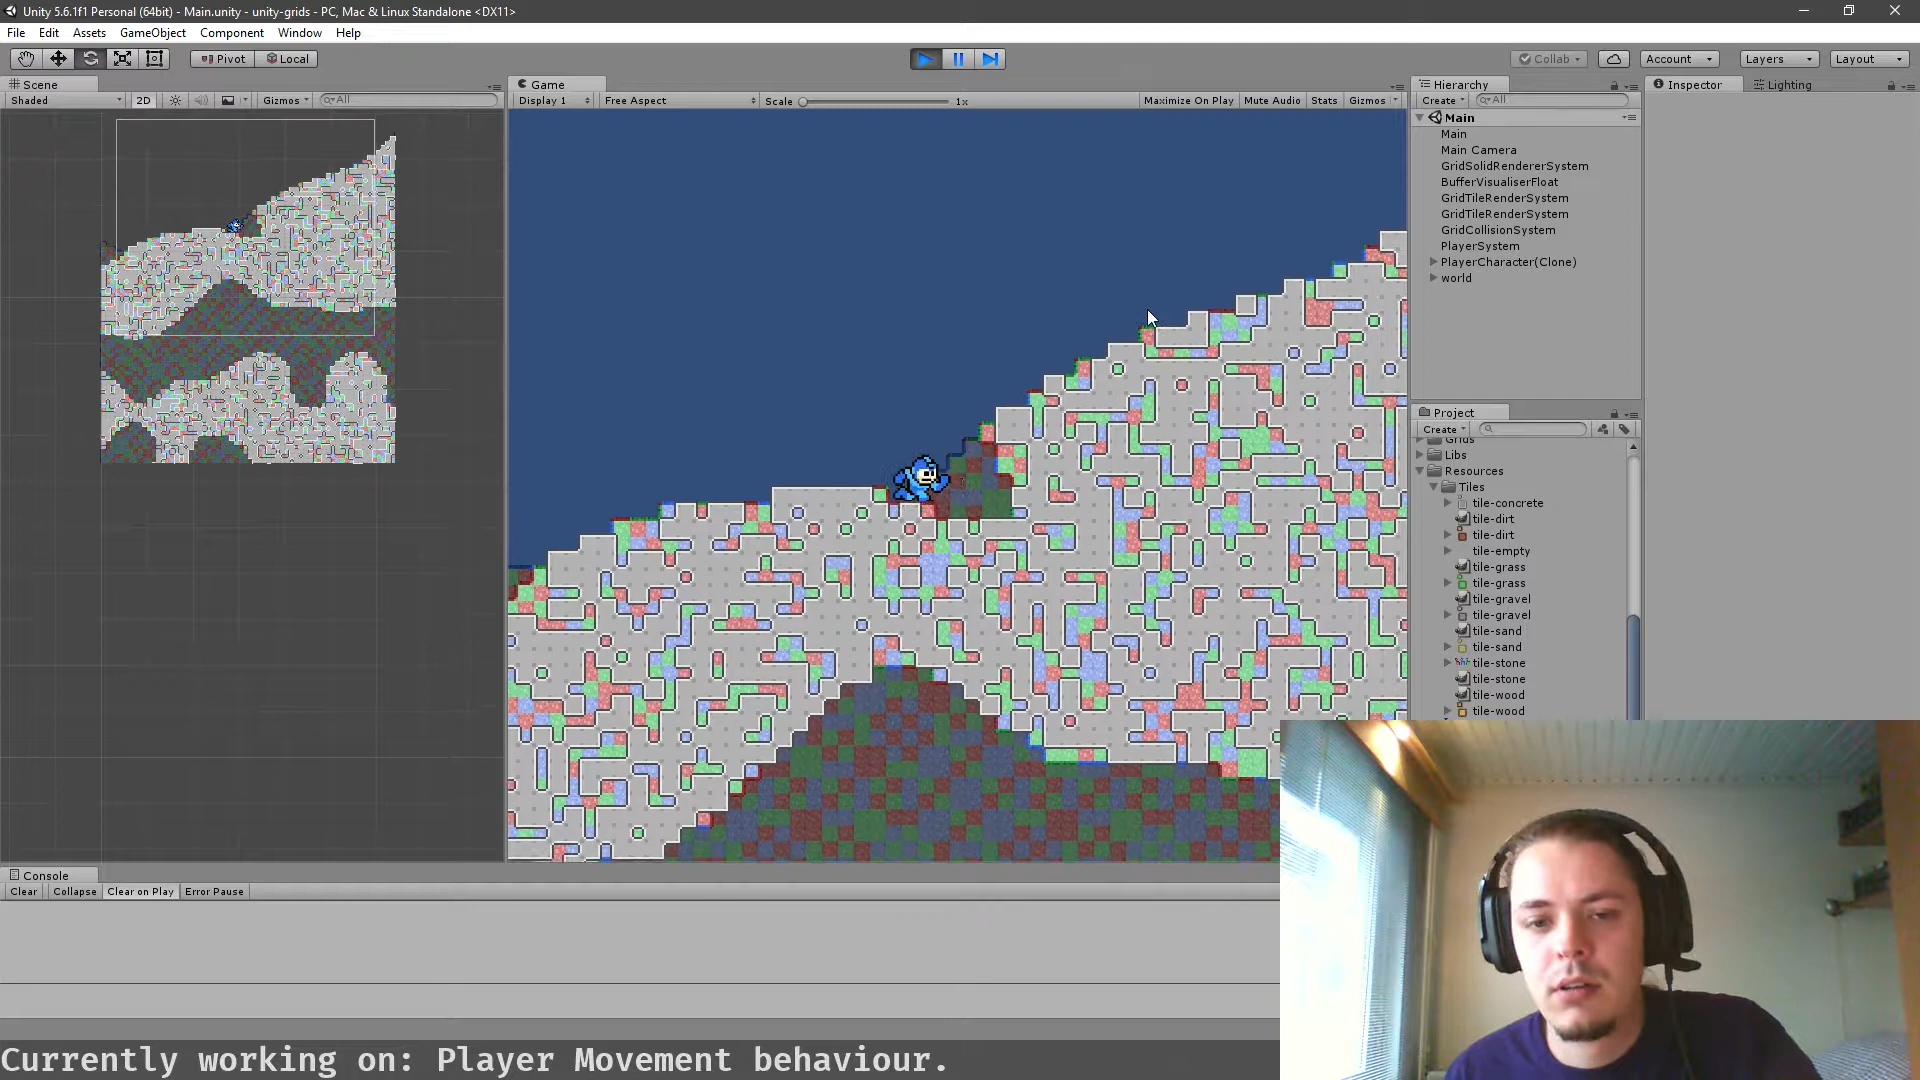 Unity 5.6.1f1 Personal (64bit) - Main.unity - unity-grids - PC, Mac & Linux Standalone <DX11>
File Edit Assets GameObject Component Window Help
Pivot Local Collab Account Layers Layout
Scene
Shaded 2D Gizmos All
Game
Display 1 Free Aspect Scale 1x Maximize On Play Mute Audio Stats Gizmos
Hierarchy
Create All
Main
Main
Main Camera
GridSolidRendererSystem
BufferVisualiserFloat
GridTileRenderSystem
GridTileRenderSystem
GridCollisionSystem
PlayerSystem
PlayerCharacter(Clone)
world
Inspector Lighting
Project
Create
Grids
Libs
Resources
Tiles
tile-concrete
tile-dirt
tile-dirt
tile-empty
tile-grass
tile-grass
tile-gravel
tile-gravel
tile-sand
tile-sand
tile-stone
tile-stone
tile-wood
tile-wood
Console
Clear Collapse Clear on Play Error Pause
Currently working on: Player Movement behaviour.